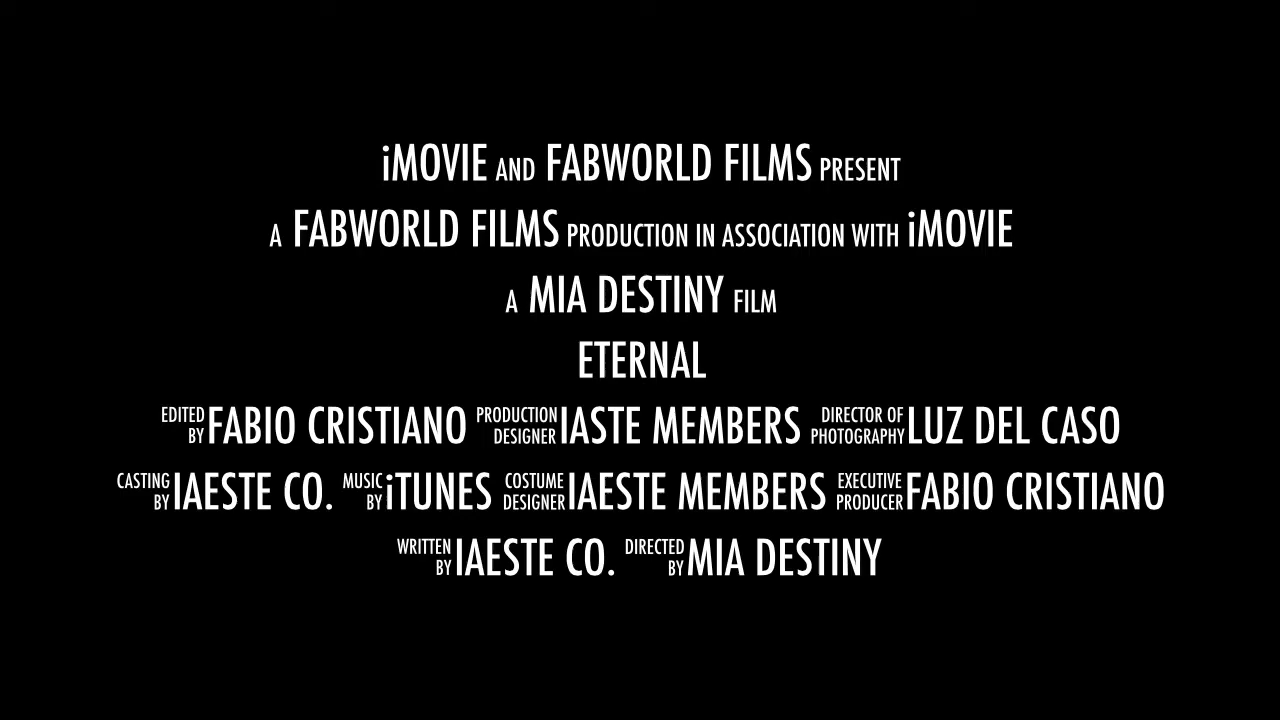 iMOVIE AND FABWORLD FILMS PRESENT
A FABWORLD FILMS PRODUCTION IN ASSOCIATION WITH iMOVIE
A MIA DESTINY FILM
ETERNAL
EDITED BY FABIO CRISTIANO PRODUCTION DESIGNER IASTE MEMBERS DIRECTOR OF PHOTOGRAPHY LUZ DEL CASO
CASTING BY IAESTE CO. MUSIC BY iTUNES COSTUME DESIGNER IAESTE MEMBERS EXECUTIVE PRODUCER FABIO CRISTIANO
WRITTEN BY IAESTE CO. DIRECTED BY MIA DESTINY